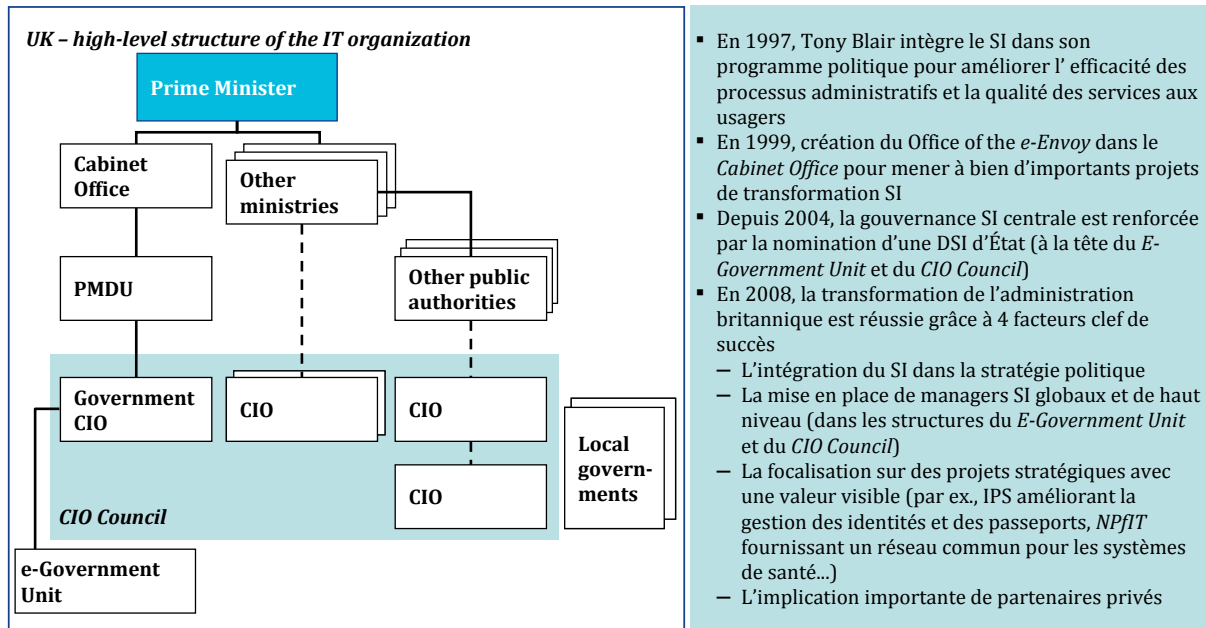 UK – high-level structure of the IT organization
Prime Minister
Cabinet
Office
Other
ministries
PMDU
Other public
authorities
Government
CIO
CIO
CIO
CIO
Local
govern-
ments
CIO Council
e-Government
Unit
▪ En 1997, Tony Blair intègre le SI dans son
programme politique pour améliorer l’ efficacité des
processus administratifs et la qualité des services aux
usagers
▪ En 1999, création du Office of the e-Envoy dans le
Cabinet Office pour mener à bien d’importants projets
de transformation SI
▪ Depuis 2004, la gouvernance SI centrale est renforcée
par la nomination d’une DSI d’État (à la tête du E-
Government Unit et du CIO Council)
▪ En 2008, la transformation de l’administration
britannique est réussie grâce à 4 facteurs clef de
succès
– L’intégration du SI dans la stratégie politique
– La mise en place de managers SI globaux et de haut
niveau (dans les structures du E-Government Unit
et du CIO Council)
– La focalisation sur des projets stratégiques avec
une valeur visible (par ex., IPS améliorant la
gestion des identités et des passeports, NPfIT
fournissant un réseau commun pour les systèmes
de santé...)
– L’implication importante de partenaires privés